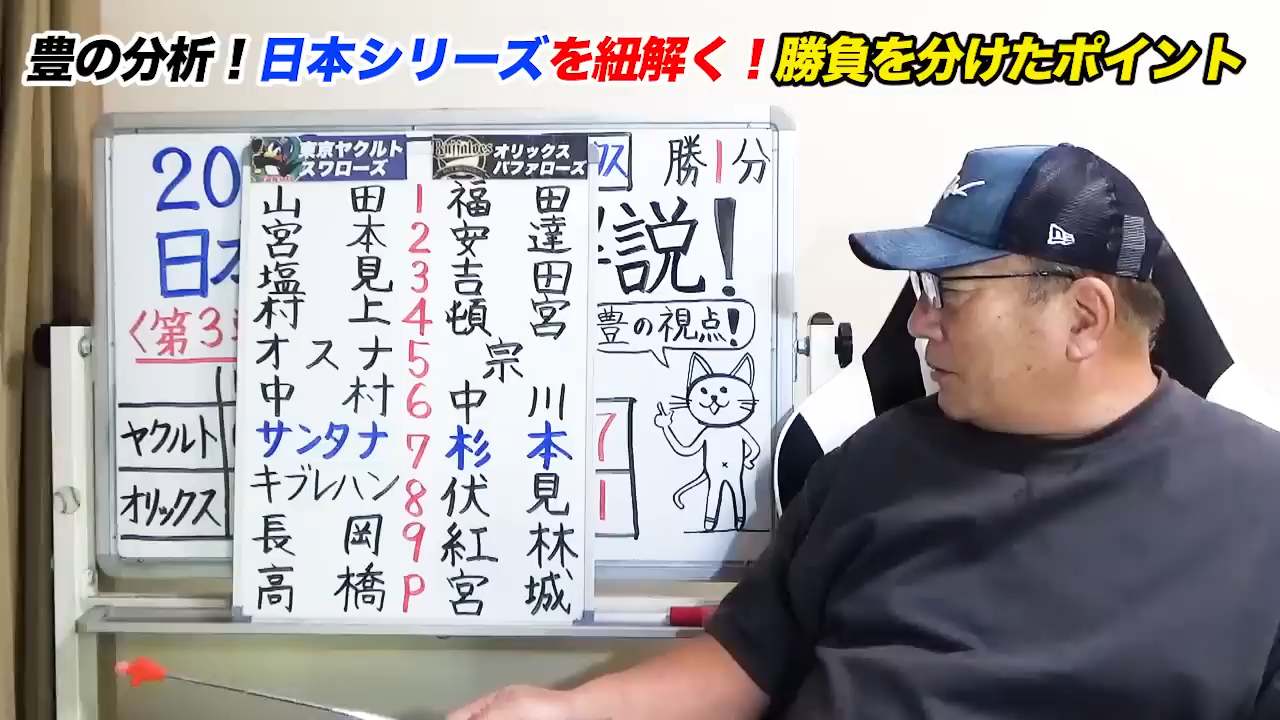 豊の分析！日本シリーズを紐解く！勝負を分けたポイント
20
日本
勝1分
説！
〈第3
豊の視点！
ヤクルト
7
オリックス
1
東京ヤクルトスワローズ
Buffaloes オリックスバファローズ
山田 1 福田
宮本 2 安達
塩見 3 吉田
村上 4 頓宮
オスナ 5 宗
中村 6 中川
サンタナ 7 杉本
キブレハン 8 伏見
長岡 9 紅林
高橋 P 宮城